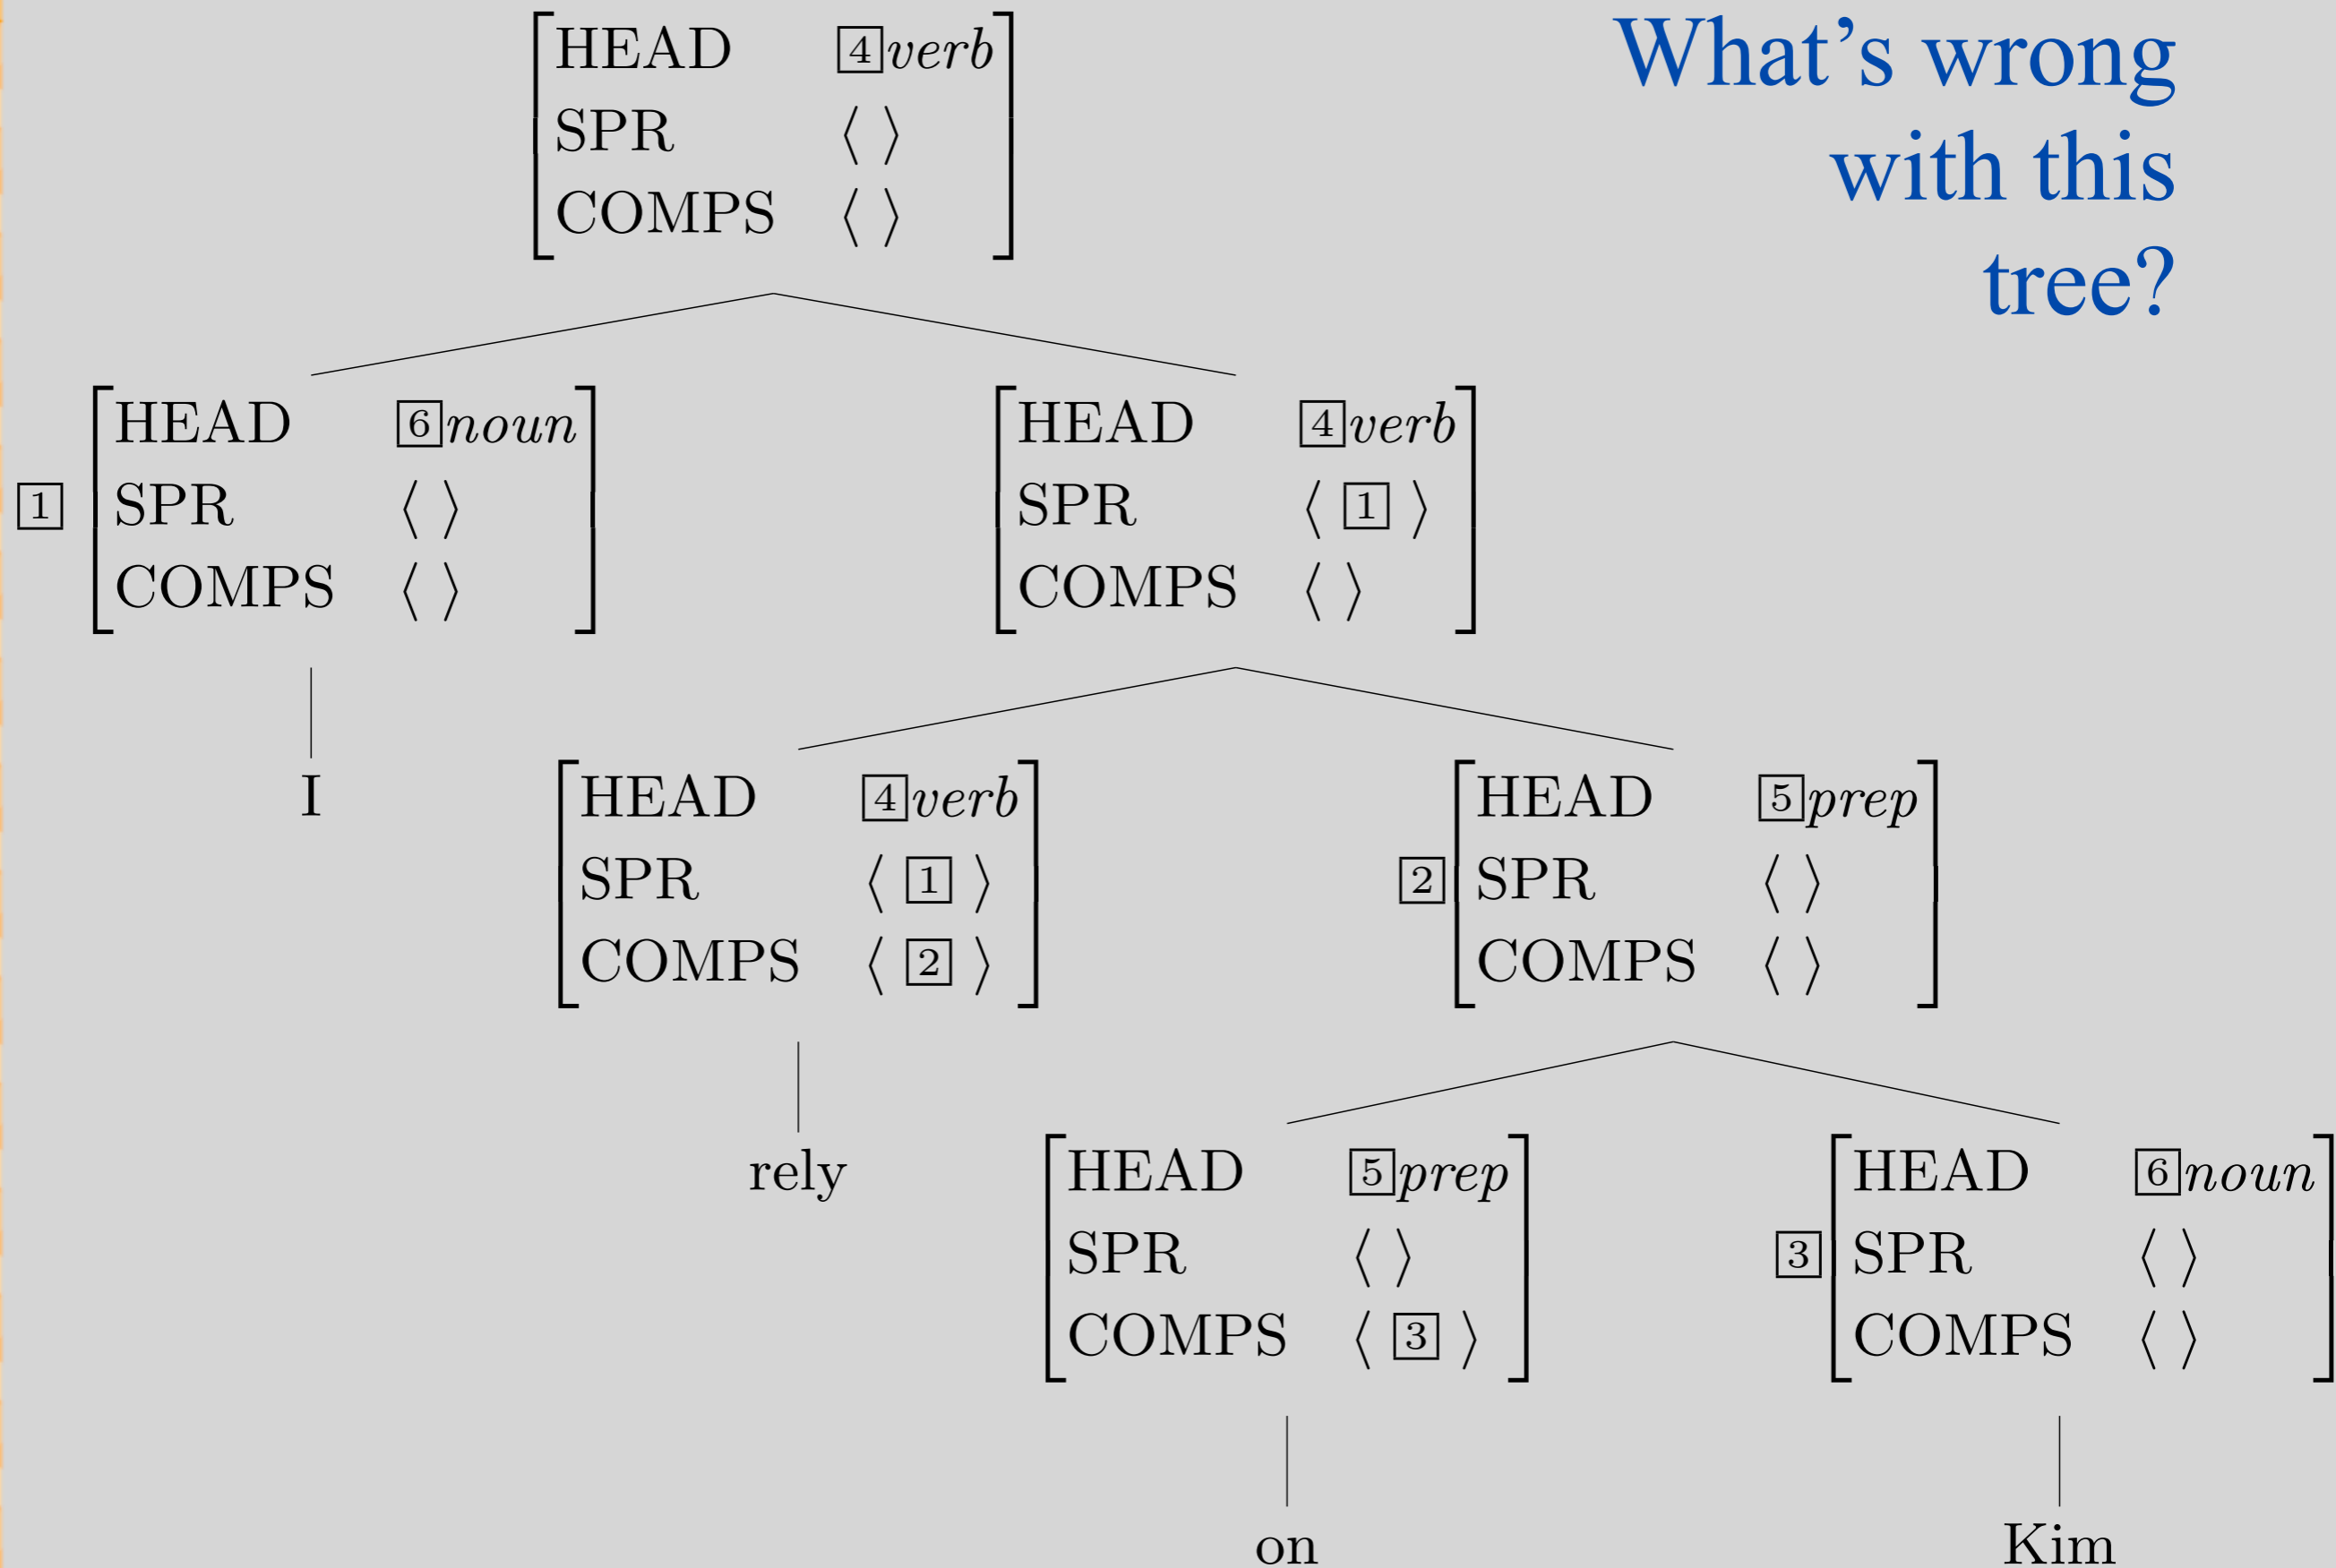 What's wrong
with this
tree?
HEAD 4 verb
SPR ⟨ ⟩
COMPS ⟨ ⟩
1
HEAD 6 noun
SPR ⟨ ⟩
COMPS ⟨ ⟩
HEAD 4 verb
SPR ⟨ 1 ⟩
COMPS ⟨ ⟩
I
HEAD 4 verb
SPR ⟨ 1 ⟩
COMPS ⟨ 2 ⟩
2
HEAD 5 prep
SPR ⟨ ⟩
COMPS ⟨ ⟩
rely
HEAD 5 prep
SPR ⟨ ⟩
COMPS ⟨ 3 ⟩
3
HEAD 6 noun
SPR ⟨ ⟩
COMPS ⟨ ⟩
on
Kim